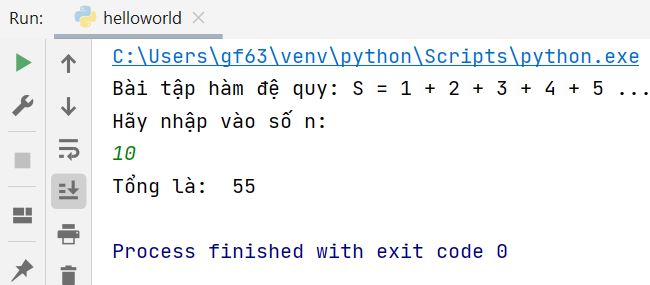 Run: helloworld
C:\Users\gf63\venv\python\Scripts\python.exe
Bài tập hàm đệ quy: S = 1 + 2 + 3 + 4 + 5 ...
Hãy nhập vào số n:
10
Tổng là:  55
Process finished with exit code 0